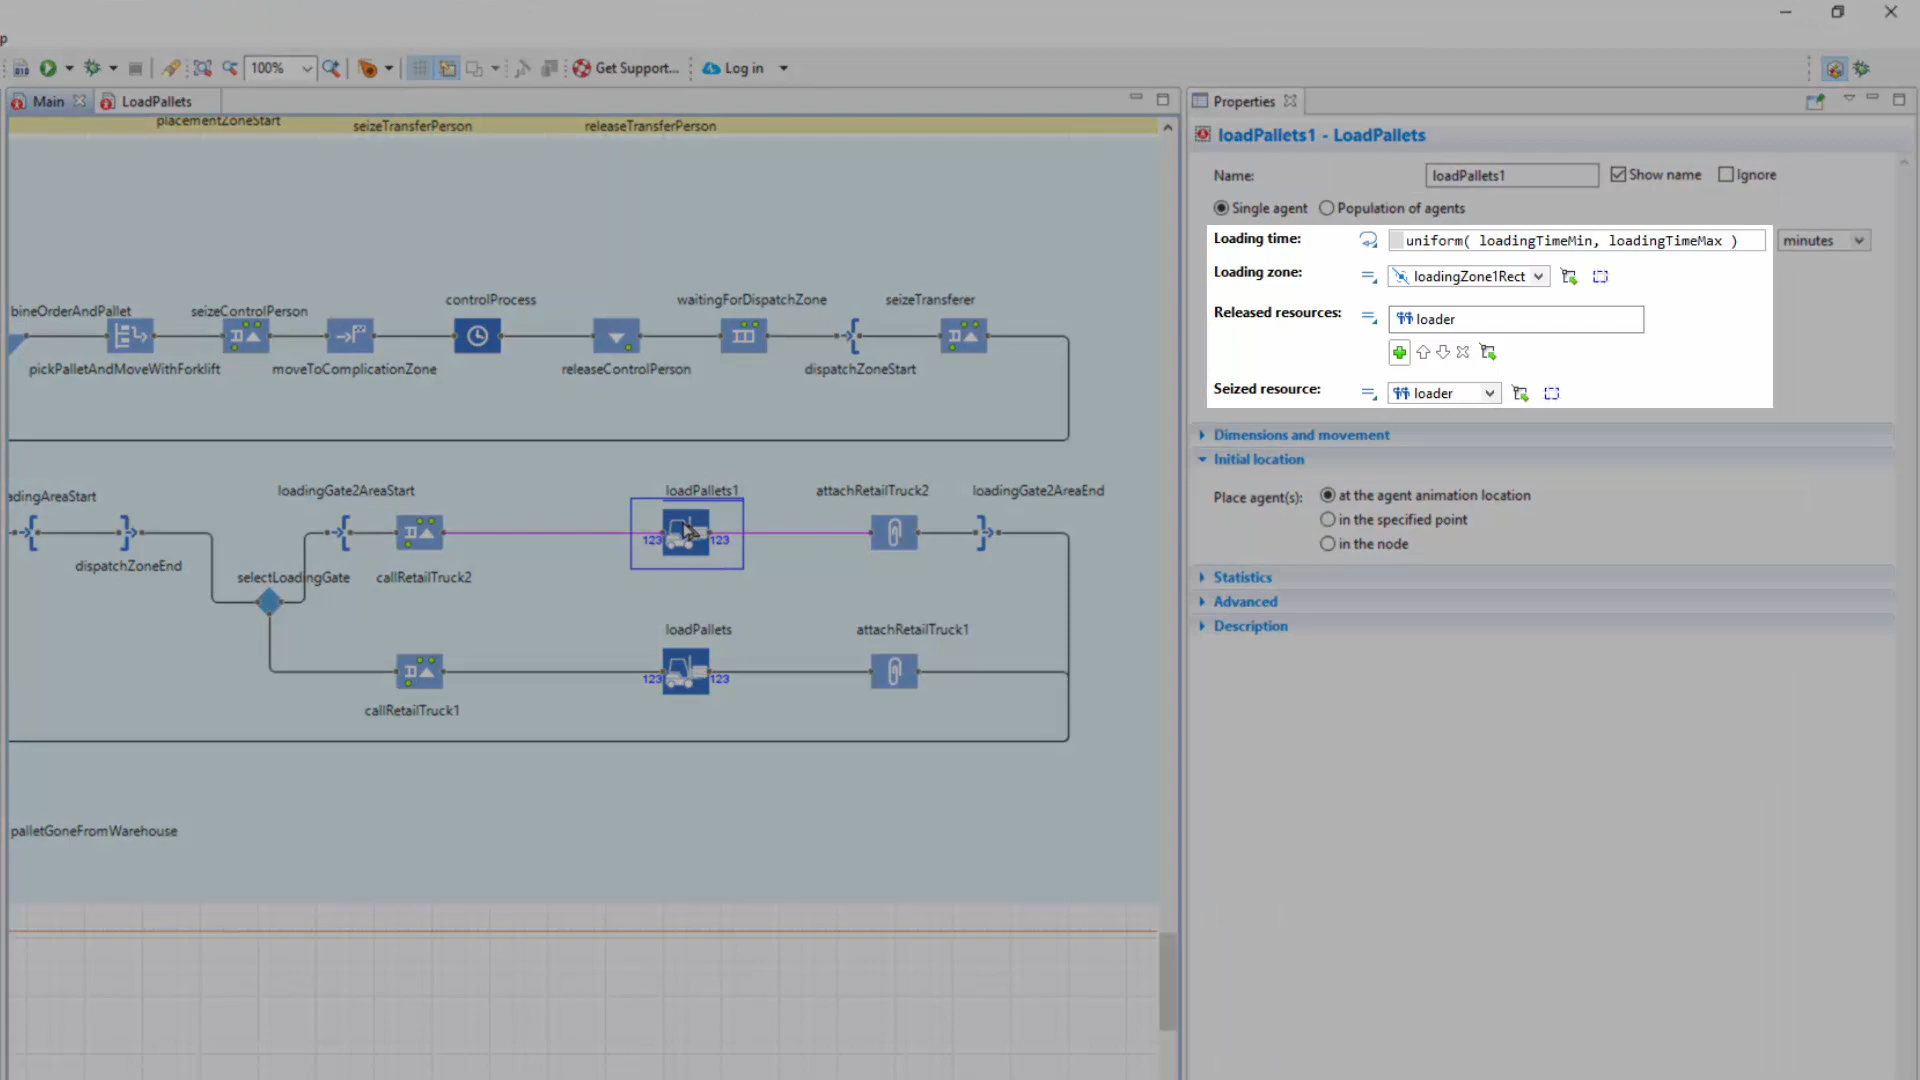 p
100%
Get Support...
Log in
Main
LoadPallets
Properties
placementZoneStart
seizeTransferPerson
releaseTransferPerson
loadPallets1 - LoadPallets
Name:
loadPallets1
Show name
Ignore
Single agent
Population of agents
Loading time:
uniform( loadingTimeMin, loadingTimeMax )
minutes
Loading zone:
loadingZone1Rect
Released resources:
loader
Seized resource:
loader
Dimensions and movement
Initial location
Place agent(s):
at the agent animation location
in the specified point
in the node
Statistics
Advanced
Description
bineOrderAndPallet
seizeControlPerson
controlProcess
waitingForDispatchZone
seizeTransferer
pickPalletAndMoveWithForklift
moveToComplicationZone
releaseControlPerson
dispatchZoneStart
adingAreaStart
loadingGate2AreaStart
loadPallets1
attachRetailTruck2
loadingGate2AreaEnd
123
123
dispatchZoneEnd
selectLoadingGate
callRetailTruck2
loadPallets
attachRetailTruck1
123
123
callRetailTruck1
palletGoneFromWarehouse